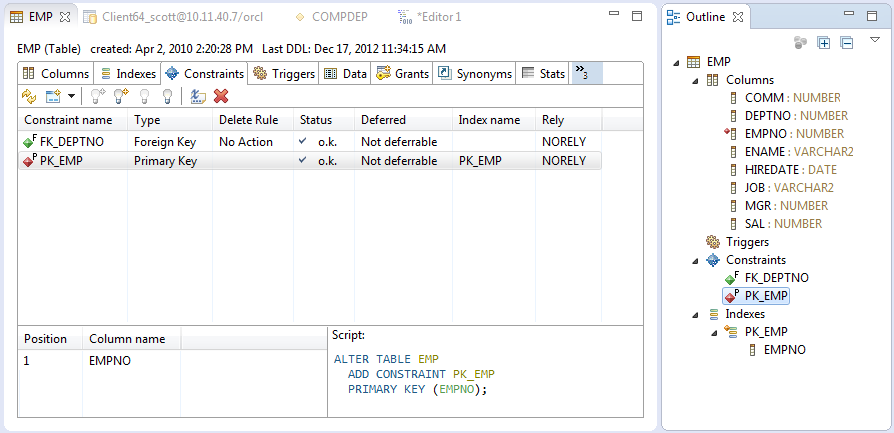 EMP
Client64_scott@10.11.40.7/orcl
COMPDEP
*Editor1
EMP (Table) created: Apr 2, 2010 2:20:28 PM Last DDL: Dec 17, 2012 11:34:15 AM
Columns Indexes Constraints Triggers Data Grants Synonyms Stats »3
Constraint name Type Delete Rule Status Deferred Index name Rely
F FK_DEPTNO Foreign Key No Action o.k. Not deferrable NORELY
P PK_EMP Primary Key o.k. Not deferrable PK_EMP NORELY
Position Column name
1 EMPNO
Script:
ALTER TABLE EMP
ADD CONSTRAINT PK_EMP
PRIMARY KEY (EMPNO);
Outline
EMP
Columns
COMM : NUMBER
DEPTNO : NUMBER
EMPNO : NUMBER
ENAME : VARCHAR2
HIREDATE : DATE
JOB : VARCHAR2
MGR : NUMBER
SAL : NUMBER
Triggers
Constraints
F FK_DEPTNO
P PK_EMP
Indexes
PK_EMP
EMPNO